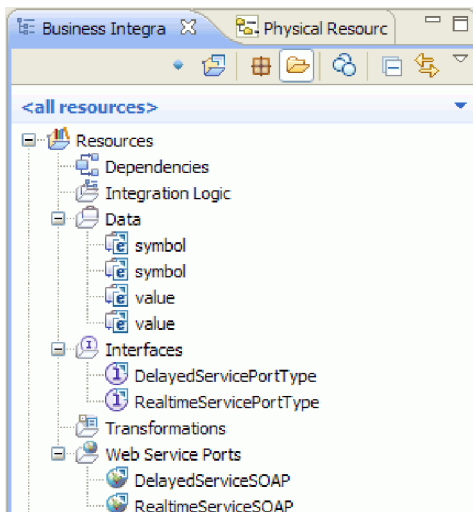 Business Integra
Physical Resourc
<all resources>
Resources
Dependencies
Integration Logic
Data
symbol
symbol
value
value
Interfaces
DelayedServicePortType
RealtimeServicePortType
Transformations
Web Service Ports
DelayedServiceSOAP
RealtimeServiceSOAP